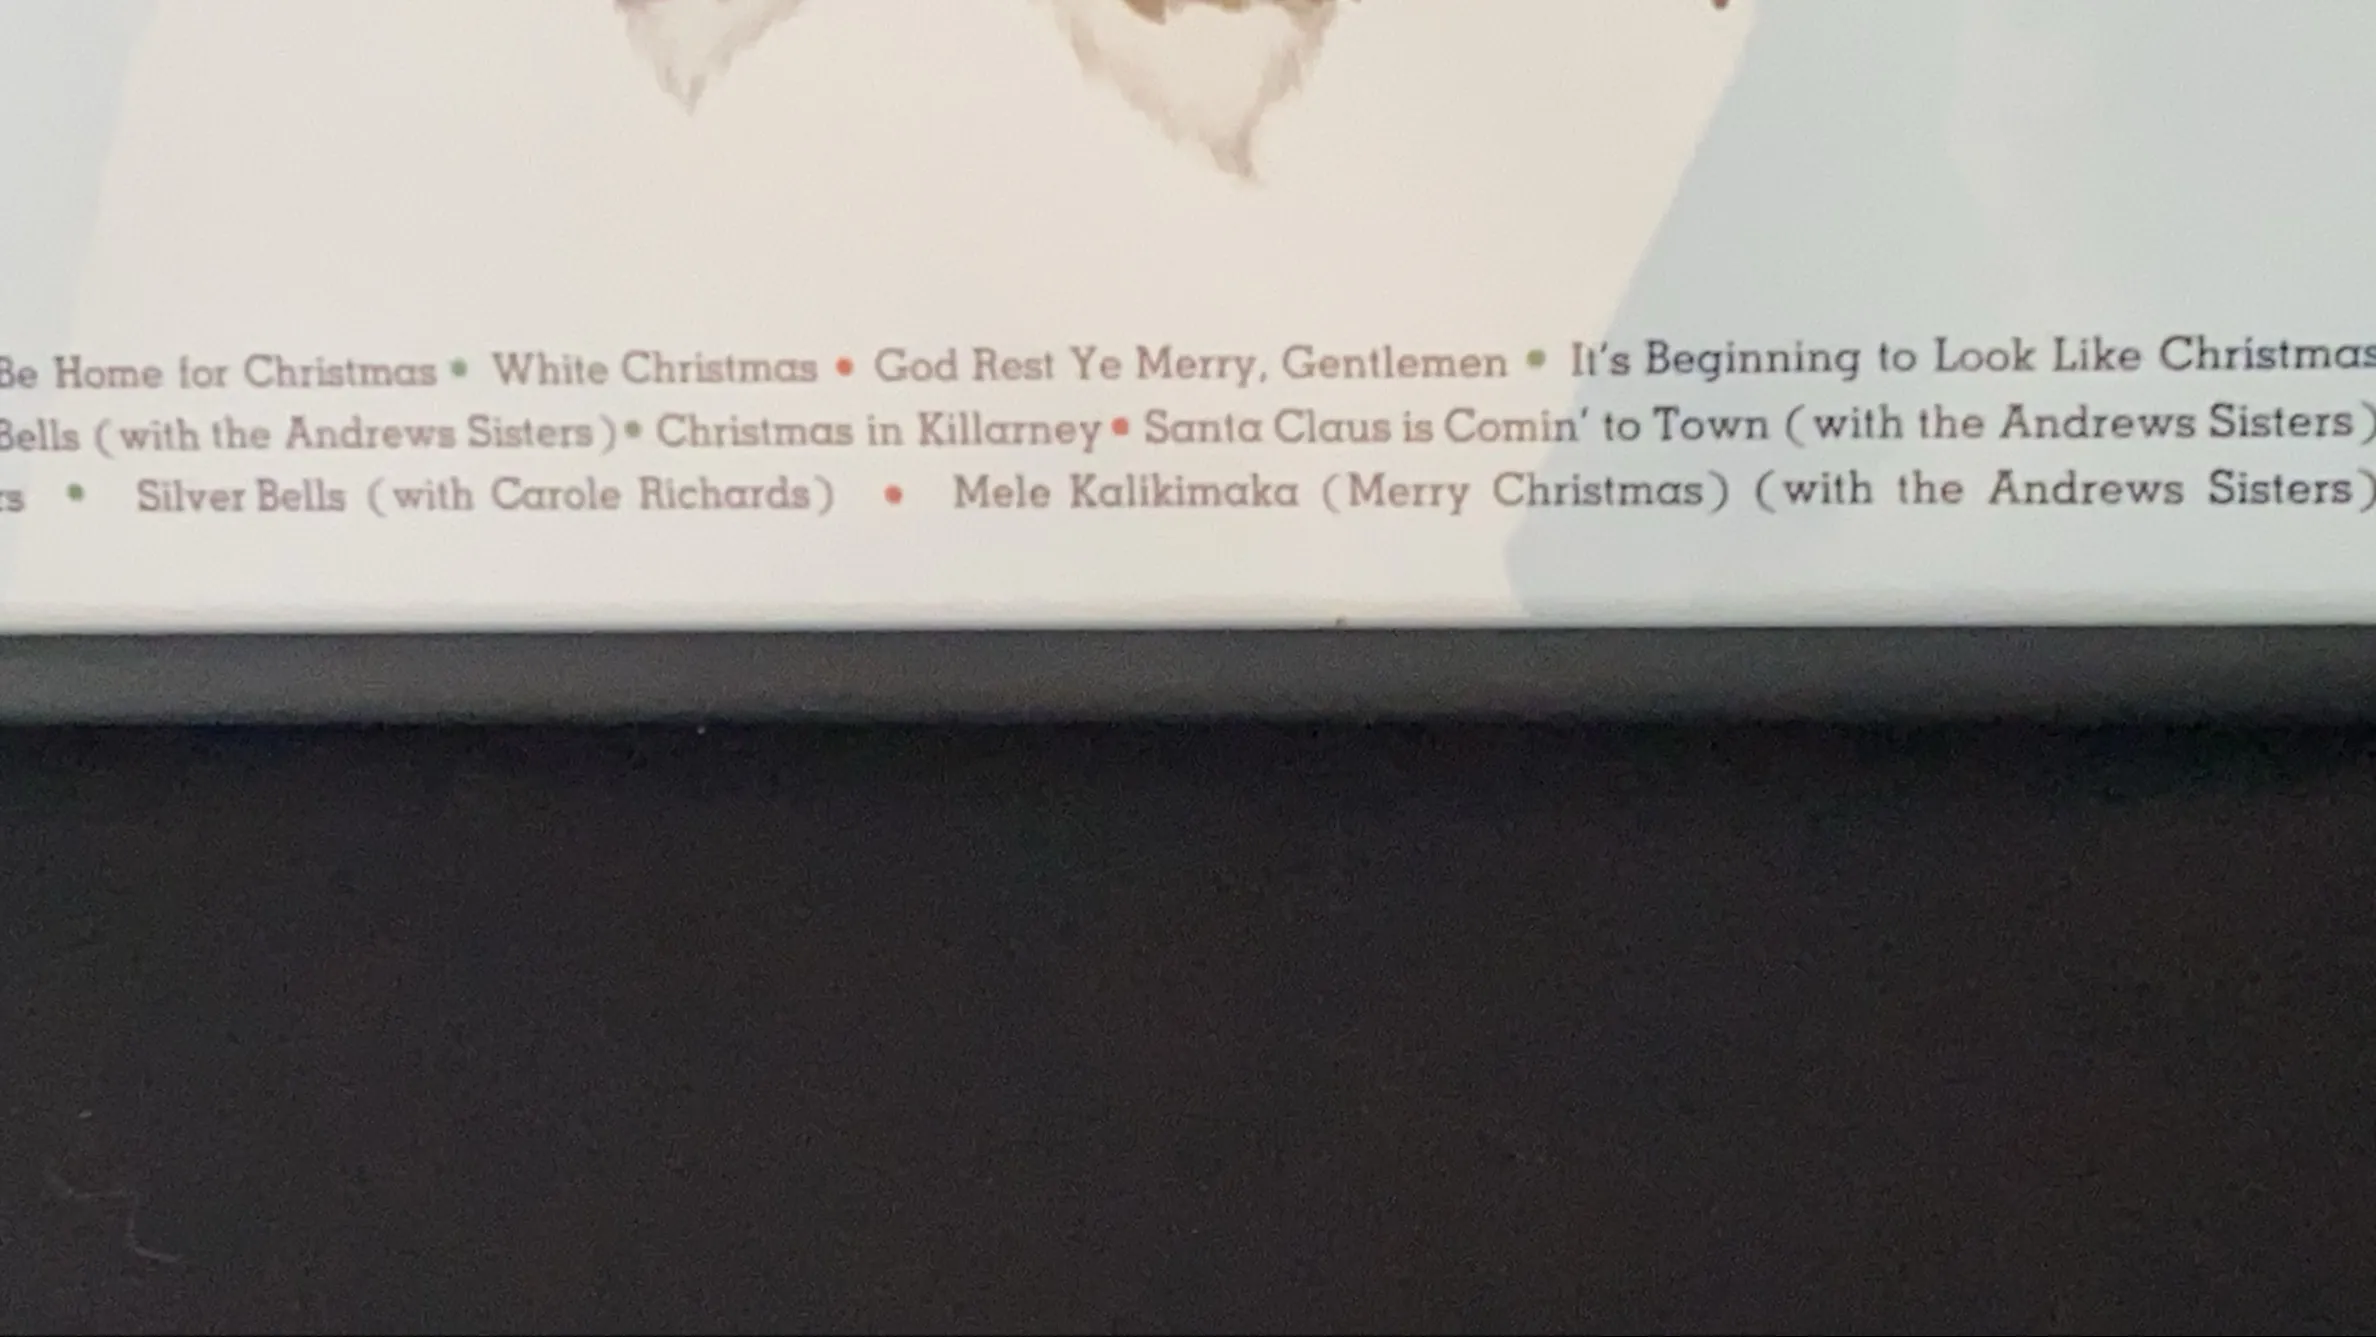 Be Home for Christmas • White Christmas • God Rest Ye Merry, Gentlemen • It's Beginning to Look Like Christmas
Bells (with the Andrews Sisters) • Christmas in Killarney • Santa Claus is Comin' to Town (with the Andrews Sisters)
rs • Silver Bells (with Carole Richards) • Mele Kalikimaka (Merry Christmas) (with the Andrews Sisters)